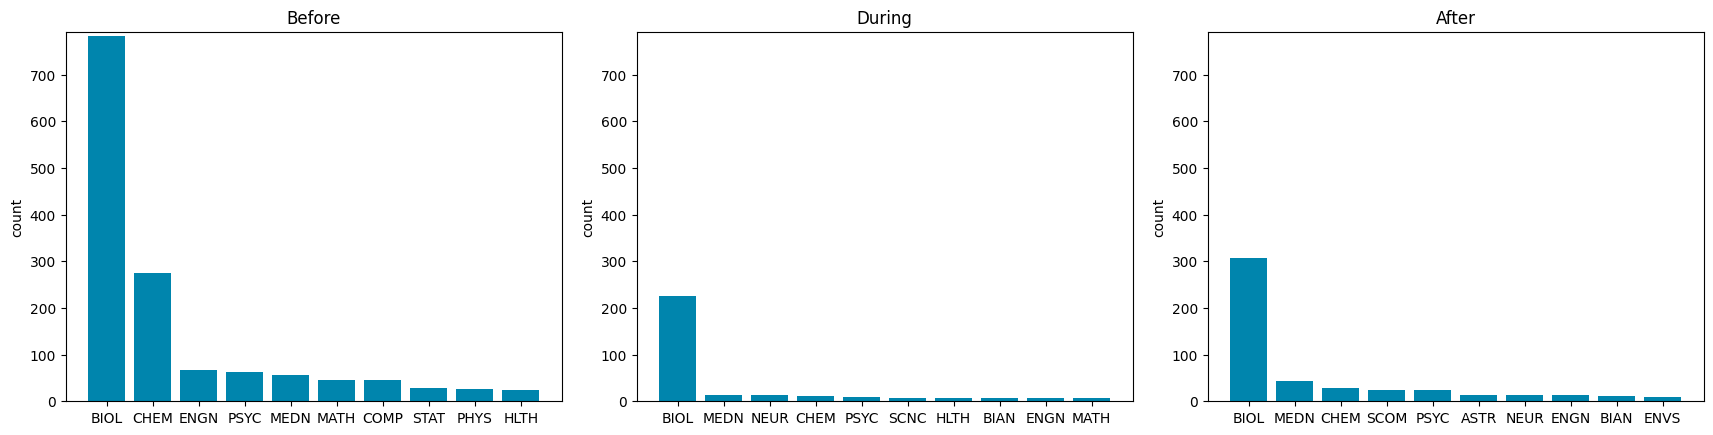 Before
700
600
500
400
300
200
100
0
count
BIOL CHEM ENGN PSYC MEDN MATH COMP STAT PHYS HLTH
During
700
600
500
400
300
200
100
0
count
BIOL MEDN NEUR CHEM PSYC SCNC HLTH BIAN ENGN MATH
After
700
600
500
400
300
200
100
0
count
BIOL MEDN CHEM SCOM PSYC ASTR NEUR ENGN BIAN ENVS